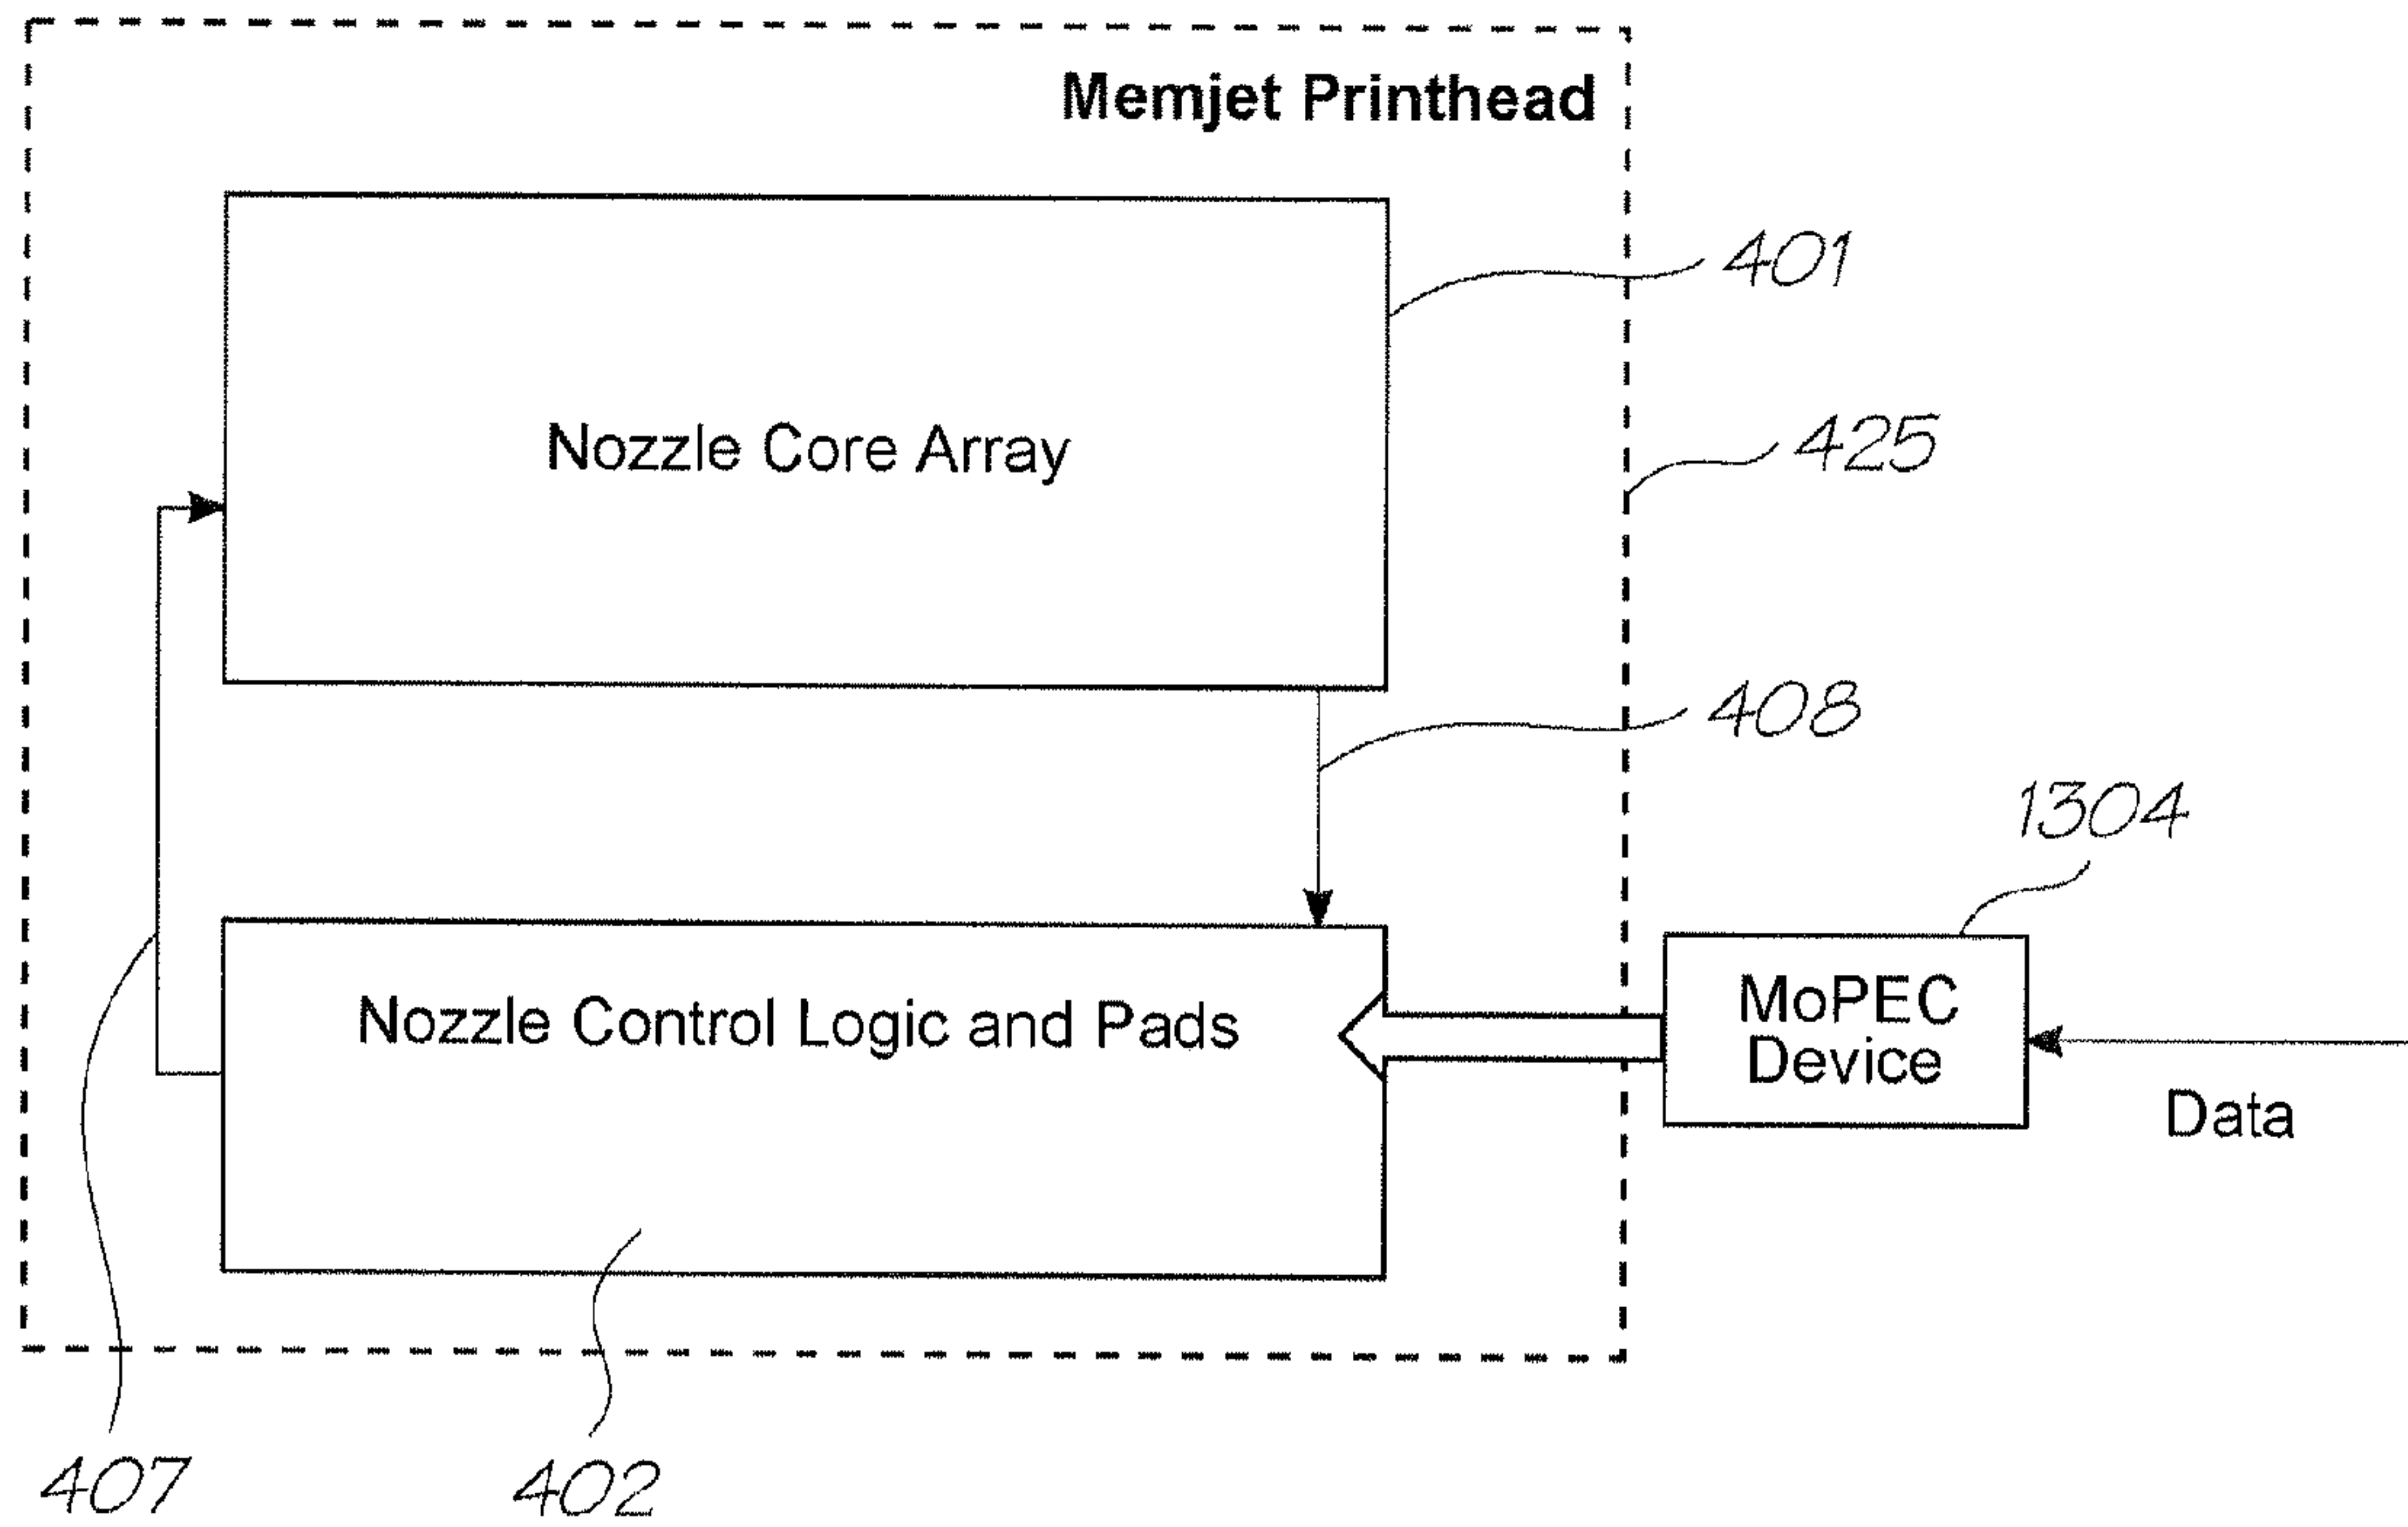 Memjet Printhead
401
Nozzle Core Array
425
408
1304
Nozzle Control Logic and Pads
MoPEC
Device
Data
407
402